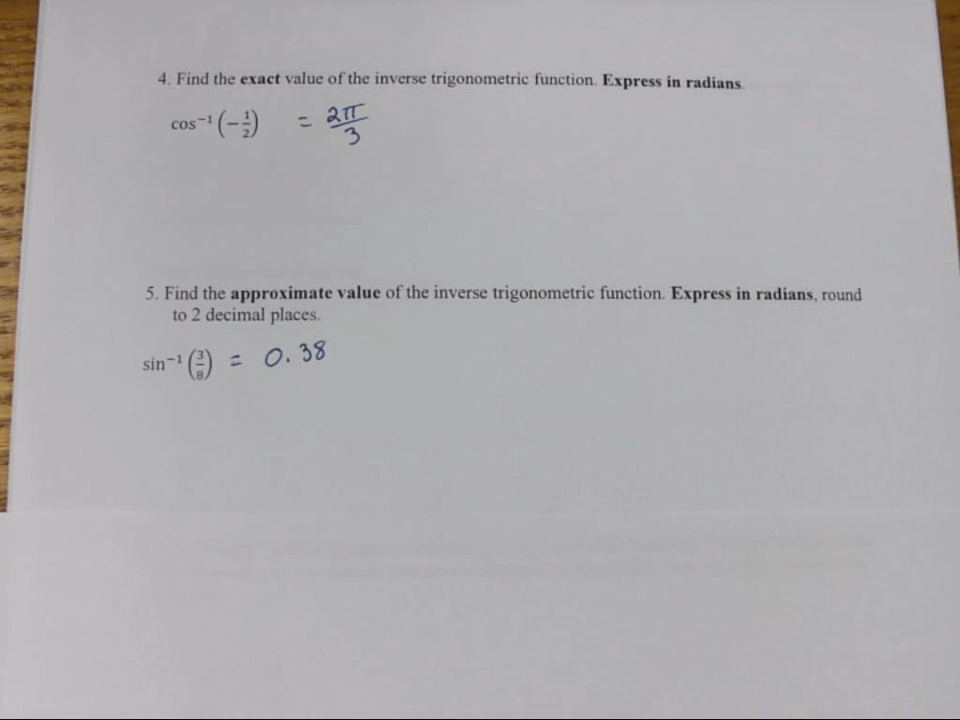 4. Find the exact value of the inverse trigonometric function. Express in radians.
cos⁻¹(−1/2) = 2π/3
5. Find the approximate value of the inverse trigonometric function. Express in radians, round
to 2 decimal places.
sin⁻¹(3/8) = 0.38